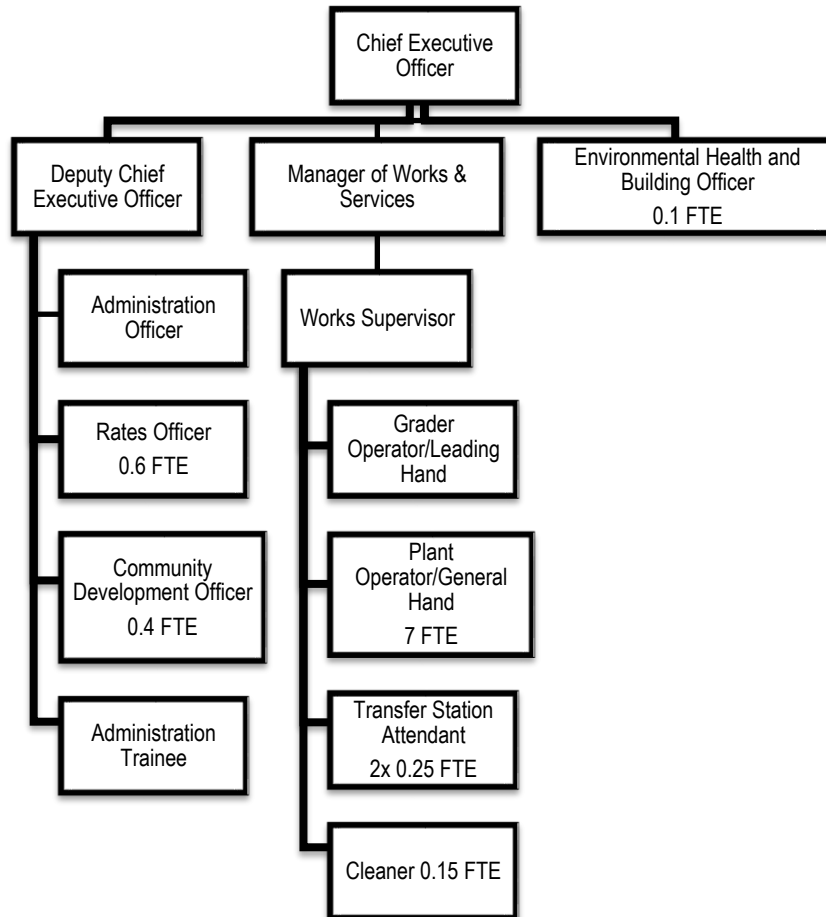 Chief Executive
Officer
Deputy Chief
Executive Officer
Manager of Works &
Services
Environmental Health and
Building Officer
0.1 FTE
Administration
Officer
Rates Officer
0.6 FTE
Community
Development Officer
0.4 FTE
Administration
Trainee
Works Supervisor
Grader
Operator/Leading
Hand
Plant
Operator/General
Hand
7 FTE
Transfer Station
Attendant
2x 0.25 FTE
Cleaner 0.15 FTE